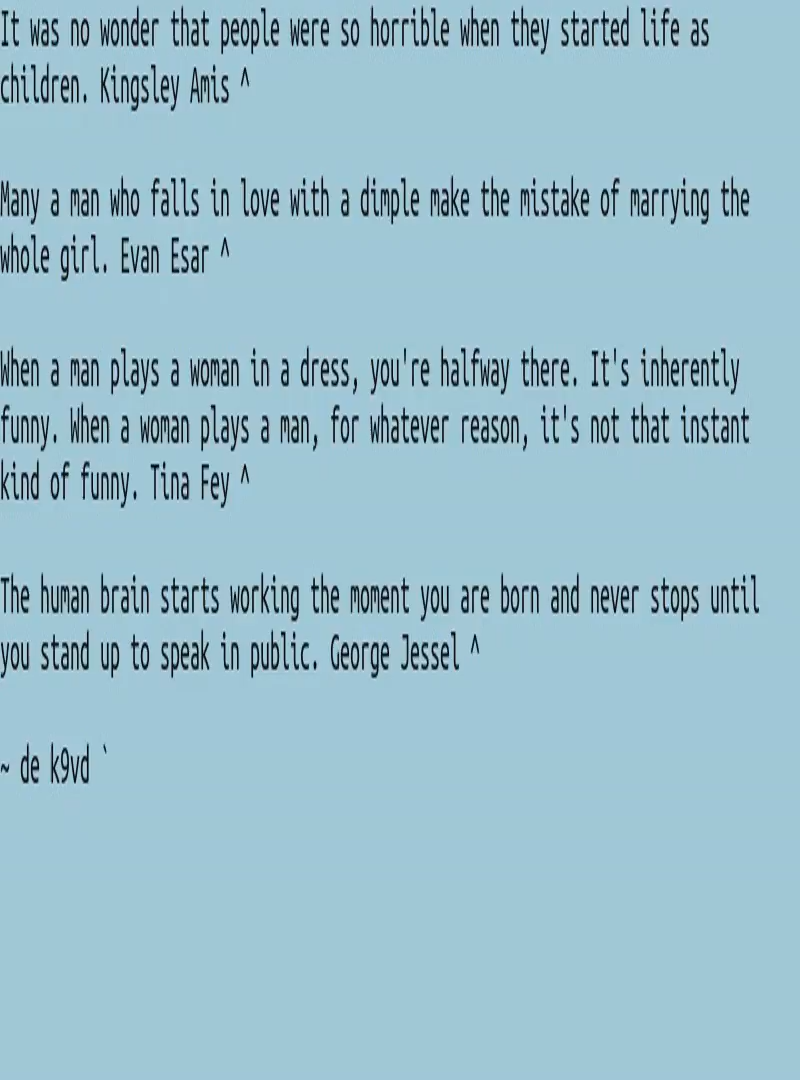 It was no wonder that people were so horrible when they started life as
children. Kingsley Amis ^
Many a man who falls in love with a dimple make the mistake of marrying the
whole girl. Evan Esar ^
When a man plays a woman in a dress, you're halfway there. It's inherently
funny. When a woman plays a man, for whatever reason, it's not that instant
kind of funny. Tina Fey ^
The human brain starts working the moment you are born and never stops until
you stand up to speak in public. George Jessel ^
~ de k9vd `